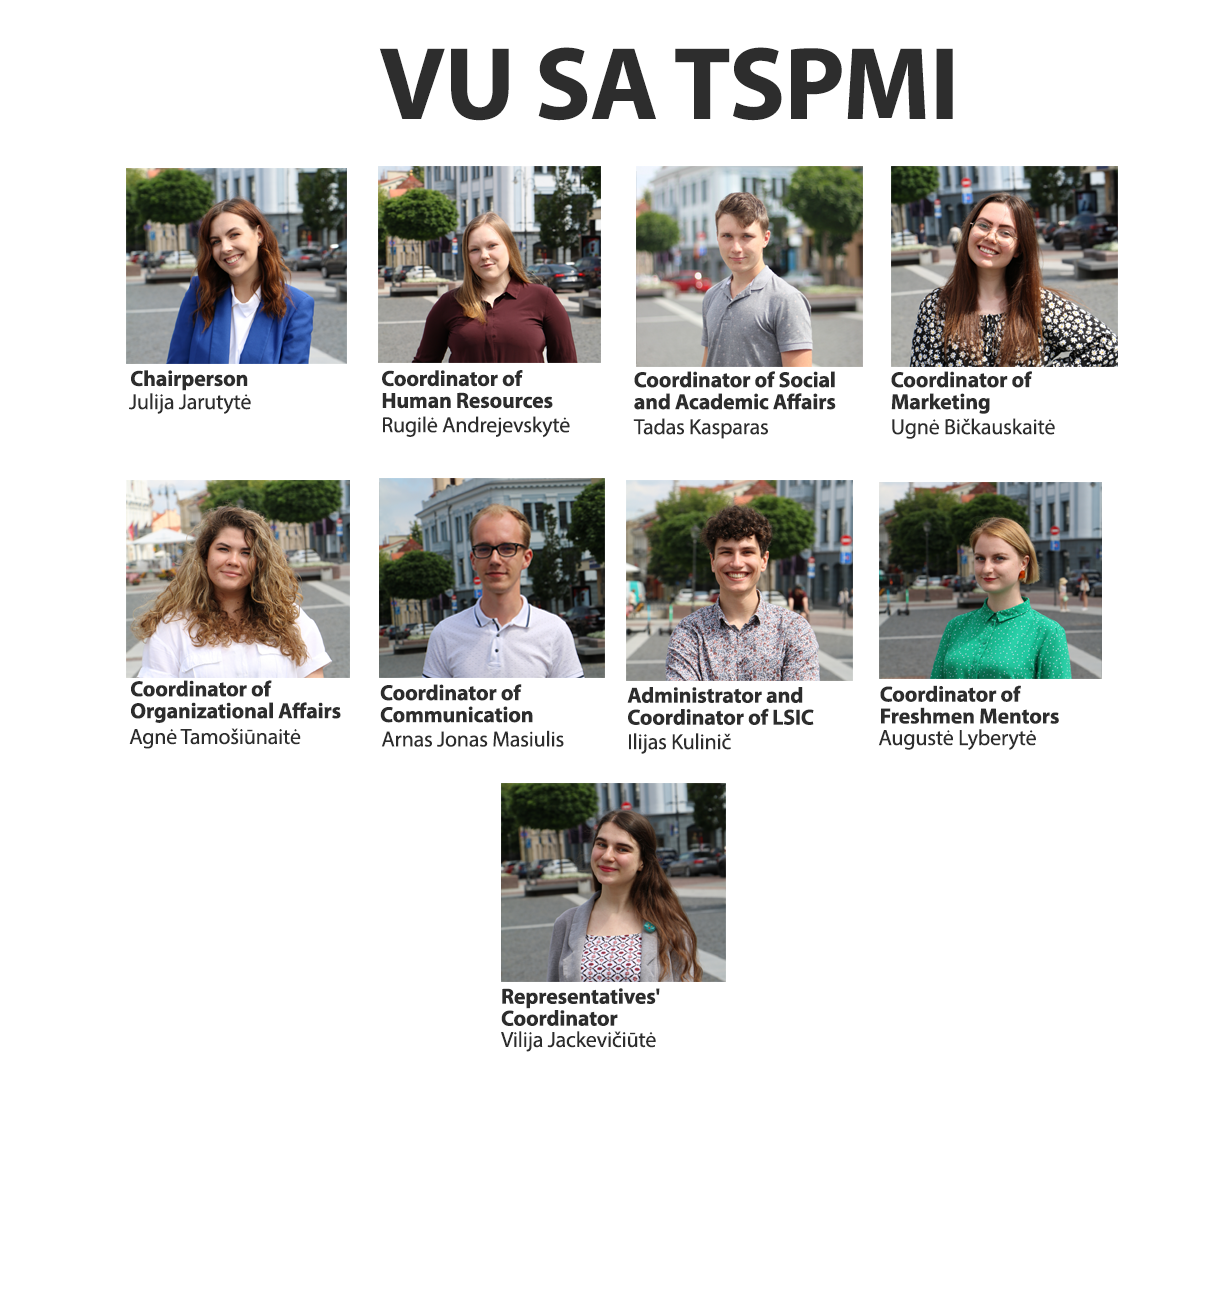 VU SA TSPMI
Chairperson
Julija Jarutytė
Coordinator of
Human Resources
Rugilė Andrejevskytė
Coordinator of Social
and Academic Affairs
Tadas Kasparas
Coordinator of
Marketing
Ugnė Bičkauskaitė
Coordinator of
Organizational Affairs
Agnė Tamošiūnaitė
Coordinator of
Communication
Arnas Jonas Masiulis
Administrator and
Coordinator of LSIC
Ilijas Kulinič
Coordinator of
Freshmen Mentors
Augustė Lyberytė
Representatives'
Coordinator
Vilija Jackevičiūtė